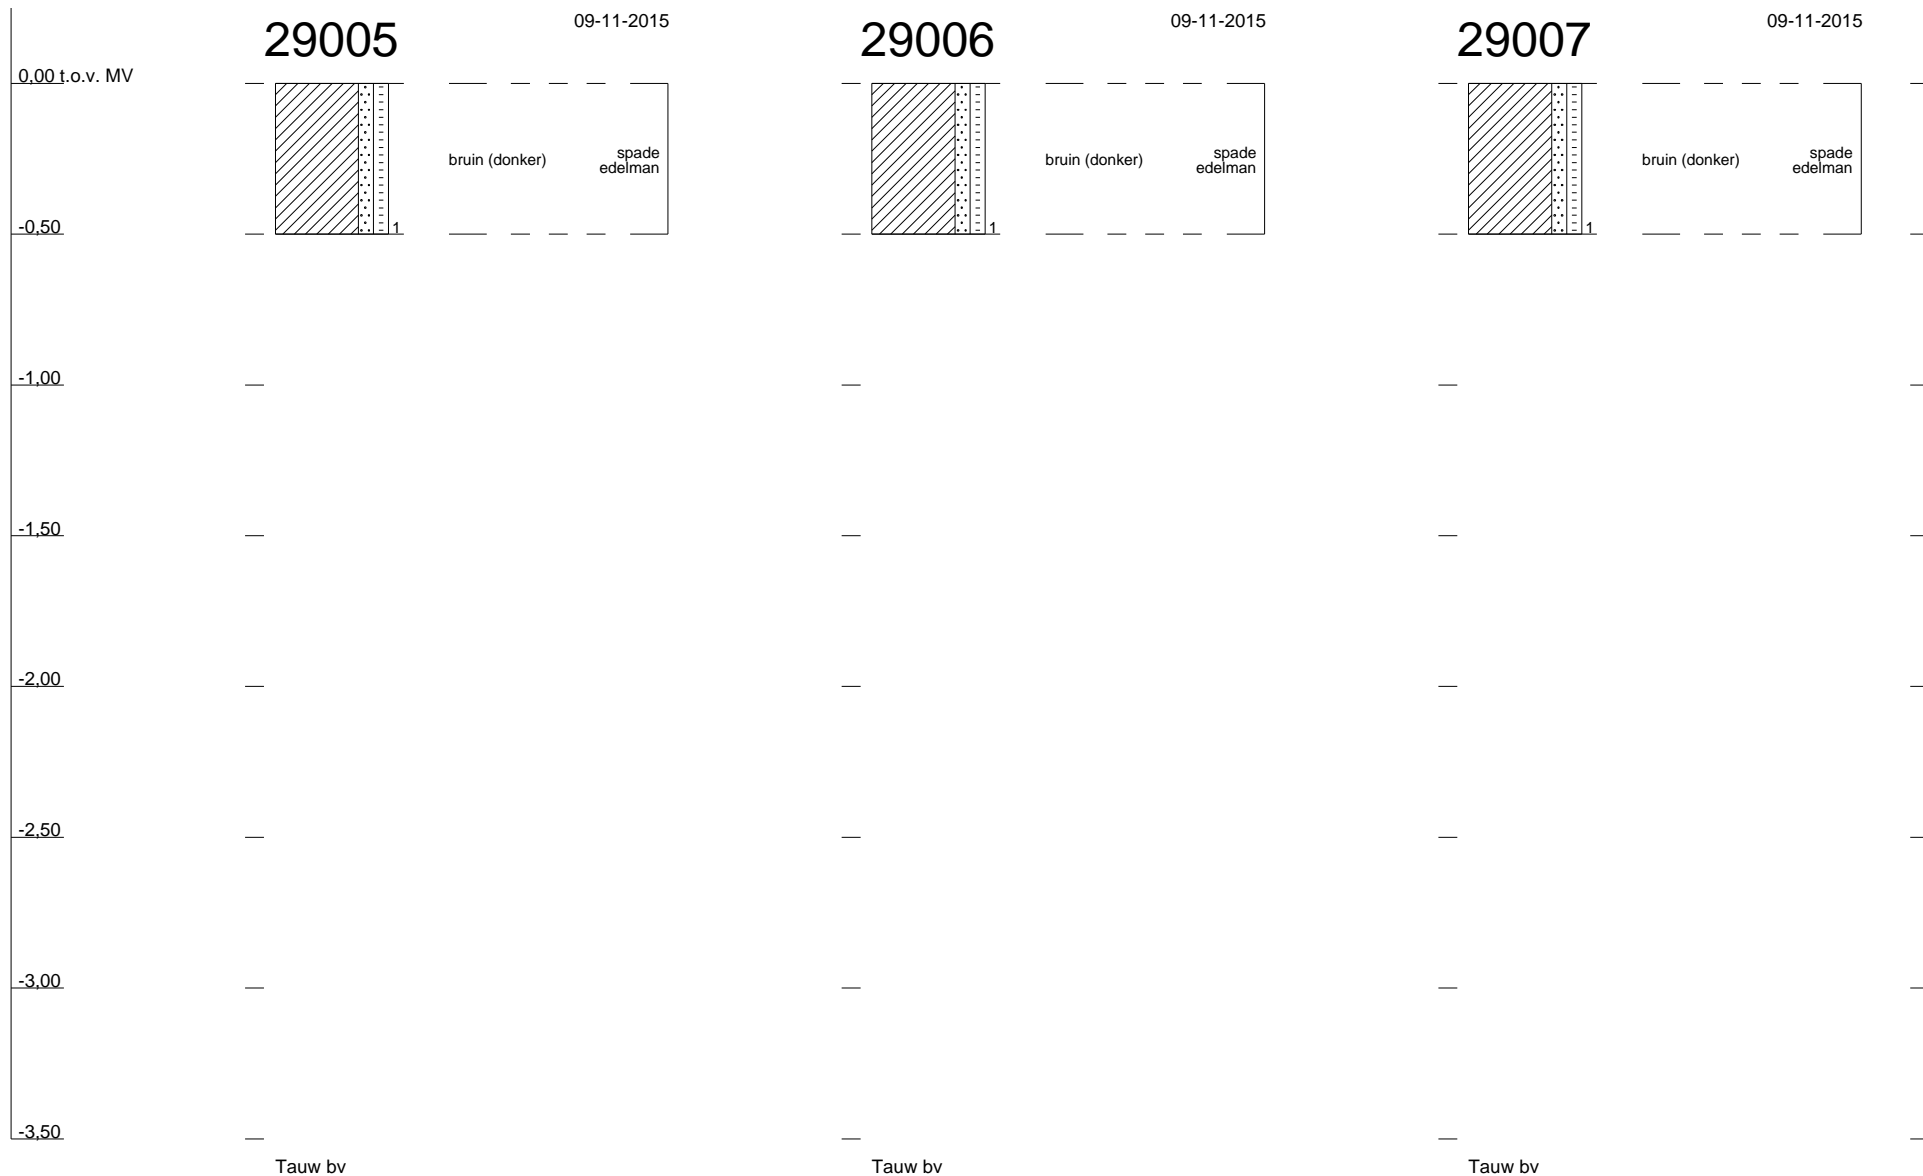 29005
09-11-2015
29006
09-11-2015
29007
09-11-2015
0,00 t.o.v. MV
bruin (donker)
spade
edelman
1
bruin (donker)
spade
edelman
1
bruin (donker)
spade
edelman
1
-0,50
-1,00
-1,50
-2,00
-2,50
-3,00
-3,50
Tauw bv
Tauw bv
Tauw bv